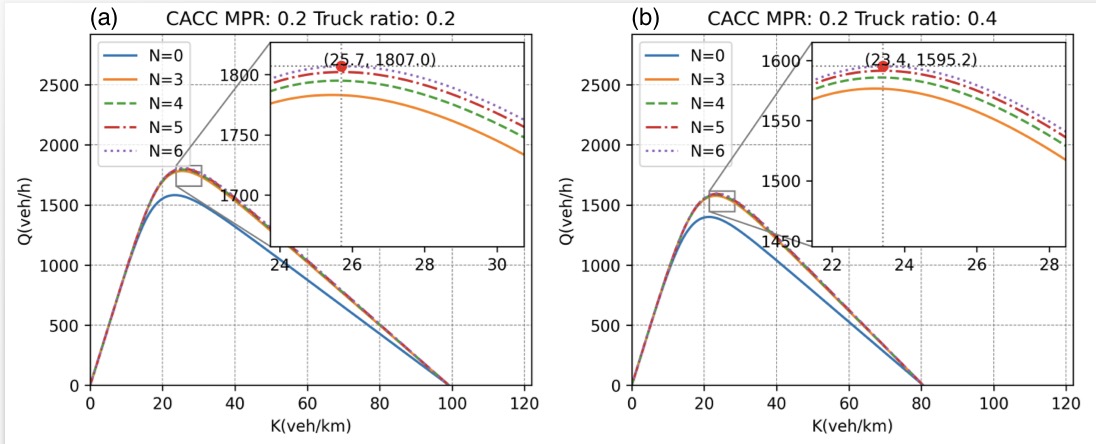 (a) CACC MPR: 0.2 Truck ratio: 0.2
N=0
N=3
N=4
N=5
N=6
(25.7, 1807.0)
1800
1750
1700
24 26 28 30
2500
2000
1500
1000
500
0
0 20 40 60 80 100 120
Q(veh/h)
K(veh/km)
(b) CACC MPR: 0.2 Truck ratio: 0.4
N=0
N=3
N=4
N=5
N=6
(23.4, 1595.2)
1600
1550
1500
1450
22 24 26 28
2500
2000
1500
1000
500
0
0 20 40 60 80 100 120
Q(veh/h)
K(veh/km)